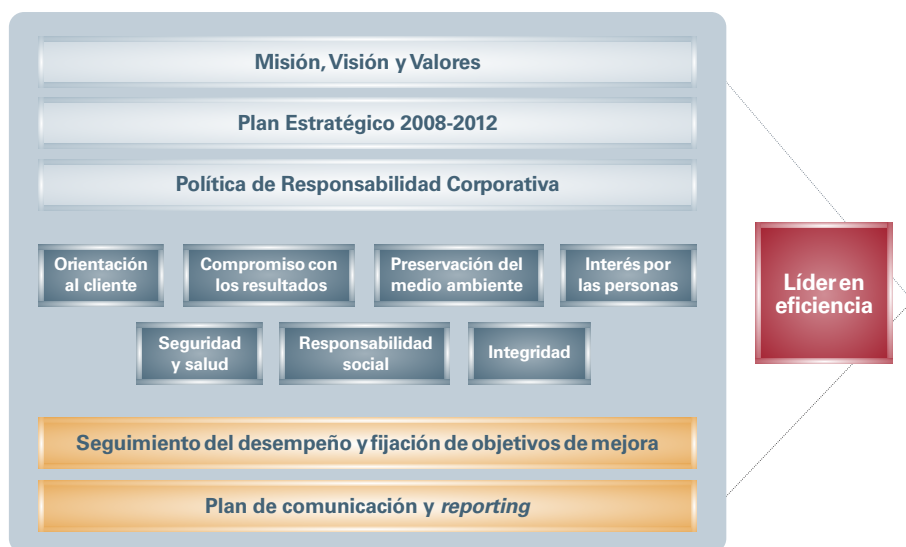 Misión, Visión y Valores
Plan Estratégico 2008-2012
Política de Responsabilidad Corporativa
Orientación
al cliente
Compromiso con
los resultados
Preservación del
medio ambiente
Interés por
las personas
Seguridad
y salud
Responsabilidad
social
Integridad
Líder en
eficiencia
Seguimiento del desempeño y fijación de objetivos de mejora
Plan de comunicación y reporting